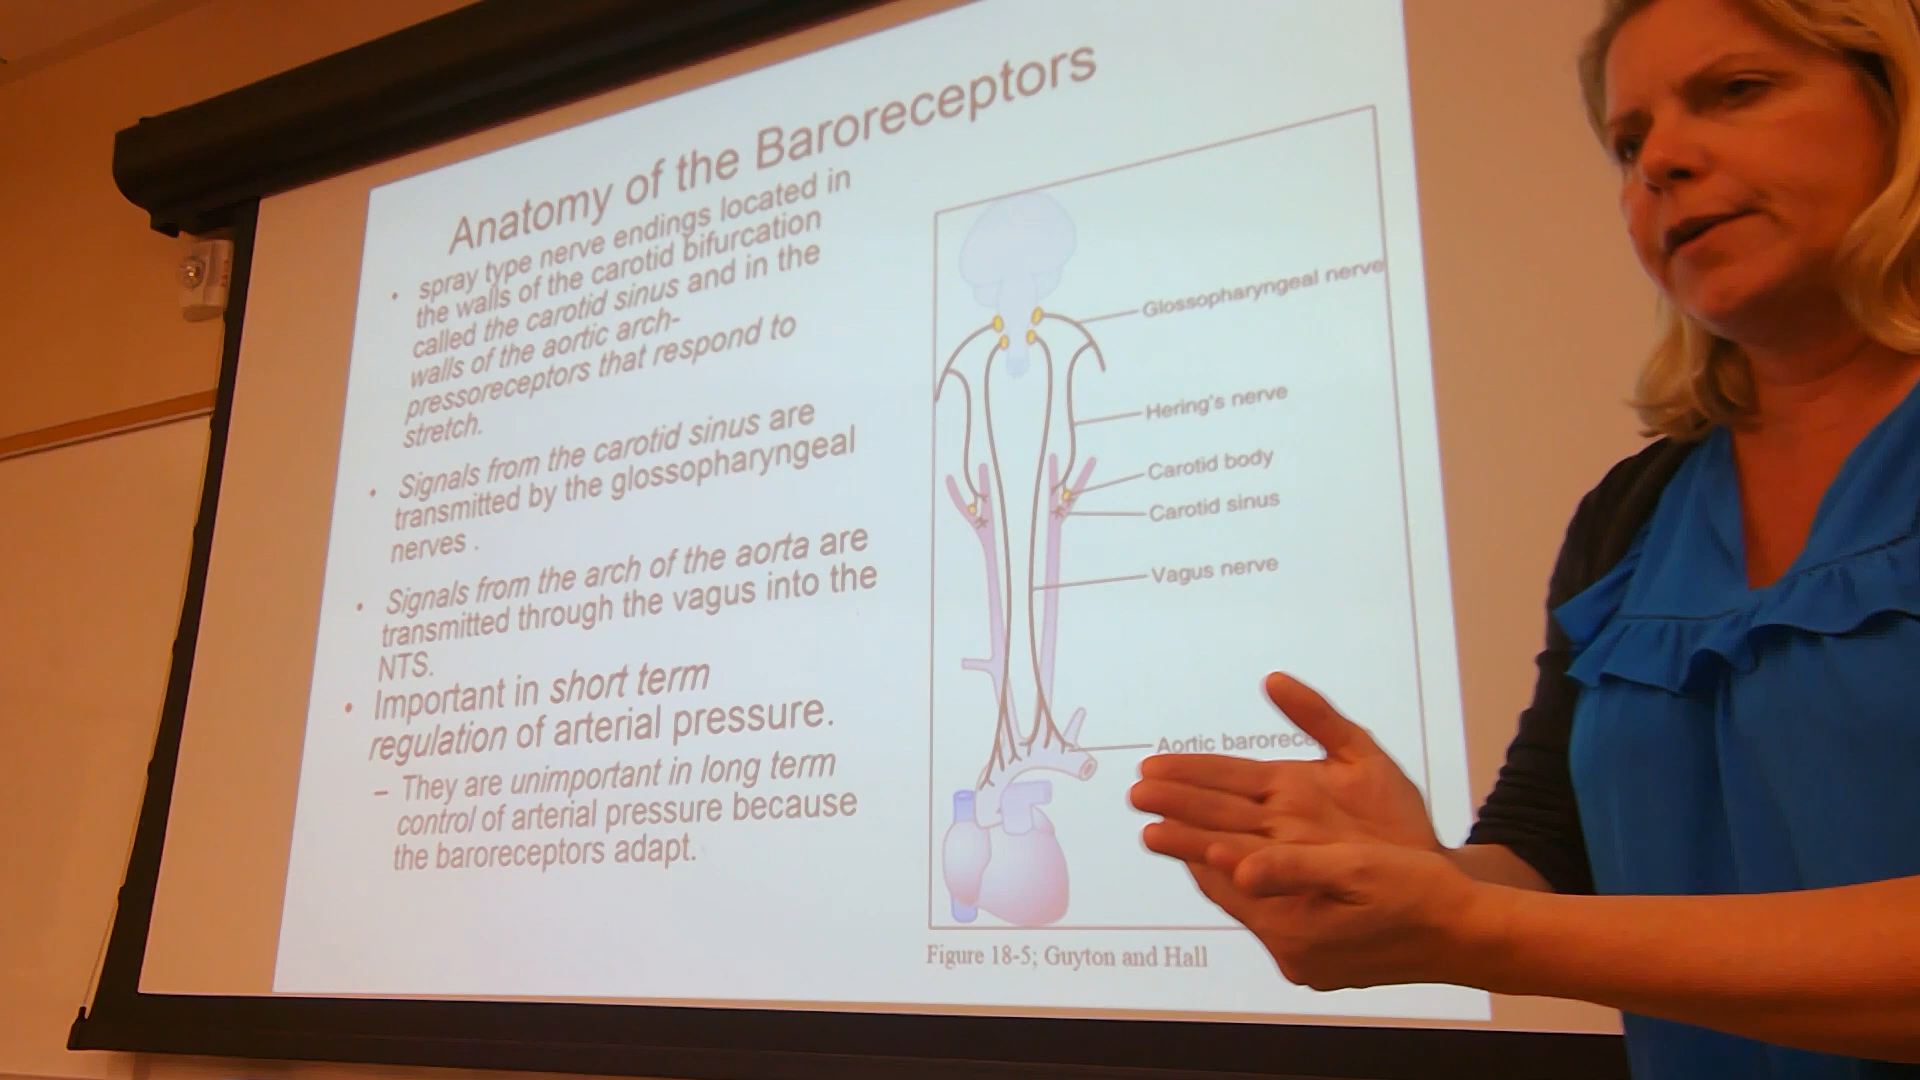 Anatomy of the Baroreceptors
• spray type nerve endings located in
the walls of the carotid bifurcation
called the carotid sinus and in the
walls of the aortic arch-
pressoreceptors that respond to
stretch.
• Signals from the carotid sinus are
transmitted by the glossopharyngeal
nerves .
• Signals from the arch of the aorta are
transmitted through the vagus into the
NTS.
• Important in short term
regulation of arterial pressure.
– They are unimportant in long term
control of arterial pressure because
the baroreceptors adapt.
Glossopharyngeal nerve
Hering's nerve
Carotid body
Carotid sinus
Vagus nerve
Aortic
Figure 18-5; Guyton and Hall